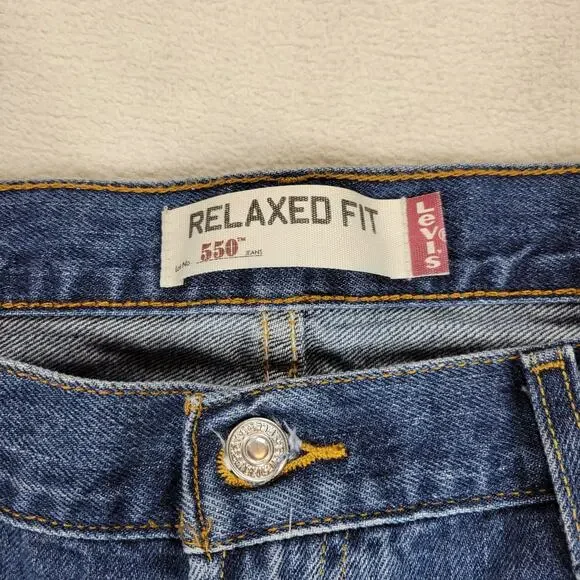 RELAXED FIT
Lot No. 550™ JEANS
LeVI'S®